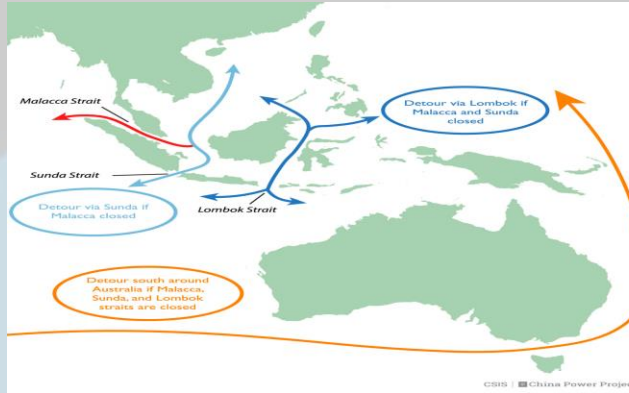 Malacca Strait
Detour via Lombok if
Malacca and Sunda
closed
Sunda Strait
Detour via Sunda if
Malacca closed
Lombok Strait
Detour south around
Australia if Malacca,
Sunda, and Lombok
straits are closed
CSIS | China Power Project